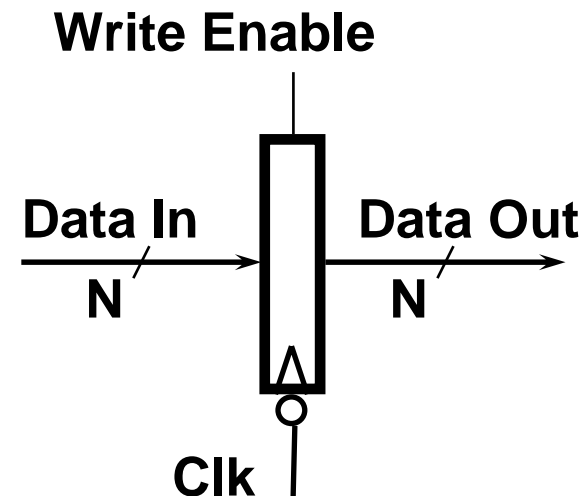 Write Enable
Data In
Data Out
N
N
Clk